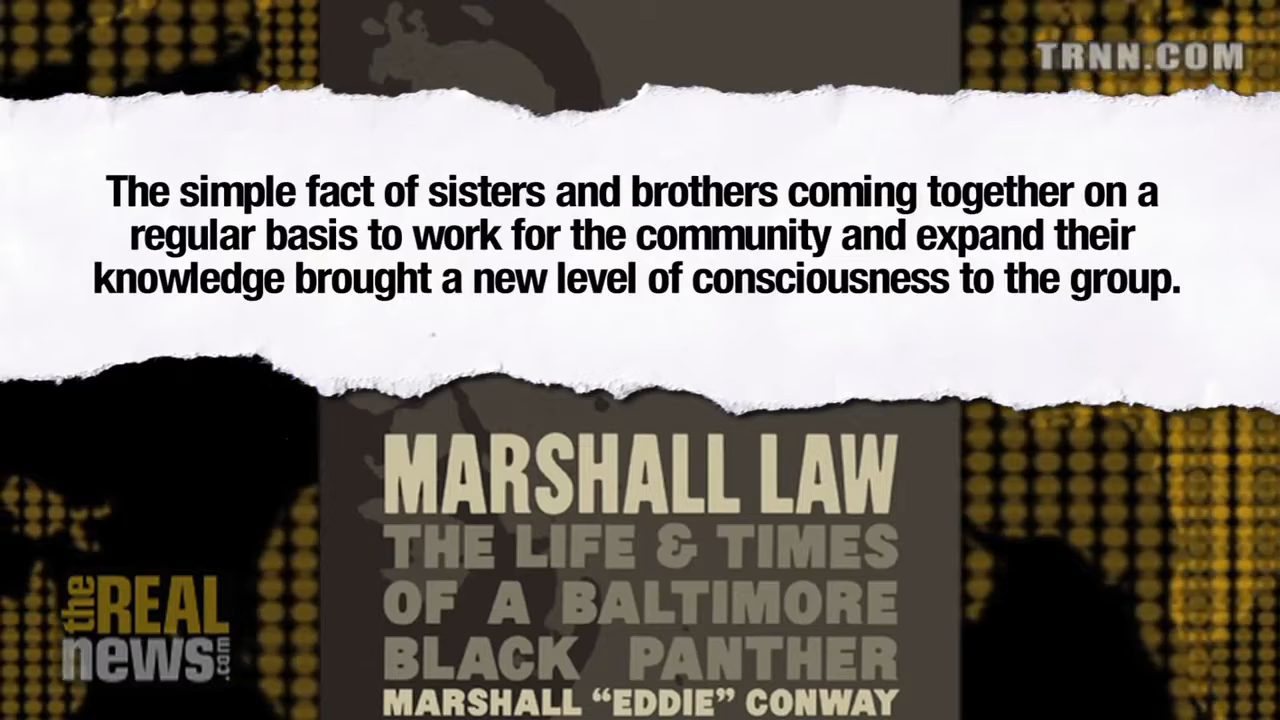 TRNN.COM
The simple fact of sisters and brothers coming together on a
regular basis to work for the community and expand their
knowledge brought a new level of consciousness to the group.
MARSHALL LAW
THE LIFE & TIMES
OF A BALTIMORE
BLACK PANTHER
MARSHALL “EDDIE” CONWAY
the REAL
news.com